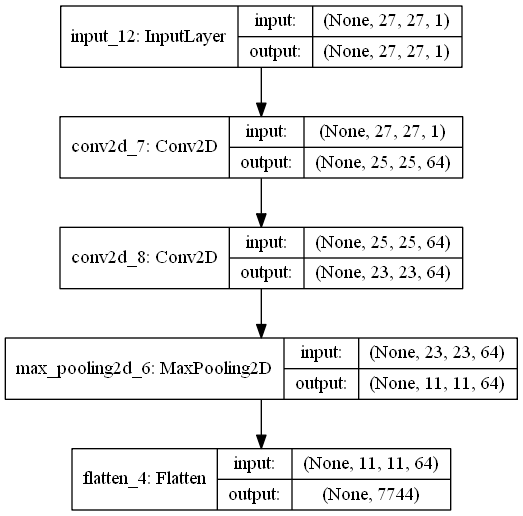 input_12: InputLayer
input: (None, 27, 27, 1)
output: (None, 27, 27, 1)
conv2d_7: Conv2D
input: (None, 27, 27, 1)
output: (None, 25, 25, 64)
conv2d_8: Conv2D
input: (None, 25, 25, 64)
output: (None, 23, 23, 64)
max_pooling2d_6: MaxPooling2D
input: (None, 23, 23, 64)
output: (None, 11, 11, 64)
flatten_4: Flatten
input: (None, 11, 11, 64)
output: (None, 7744)